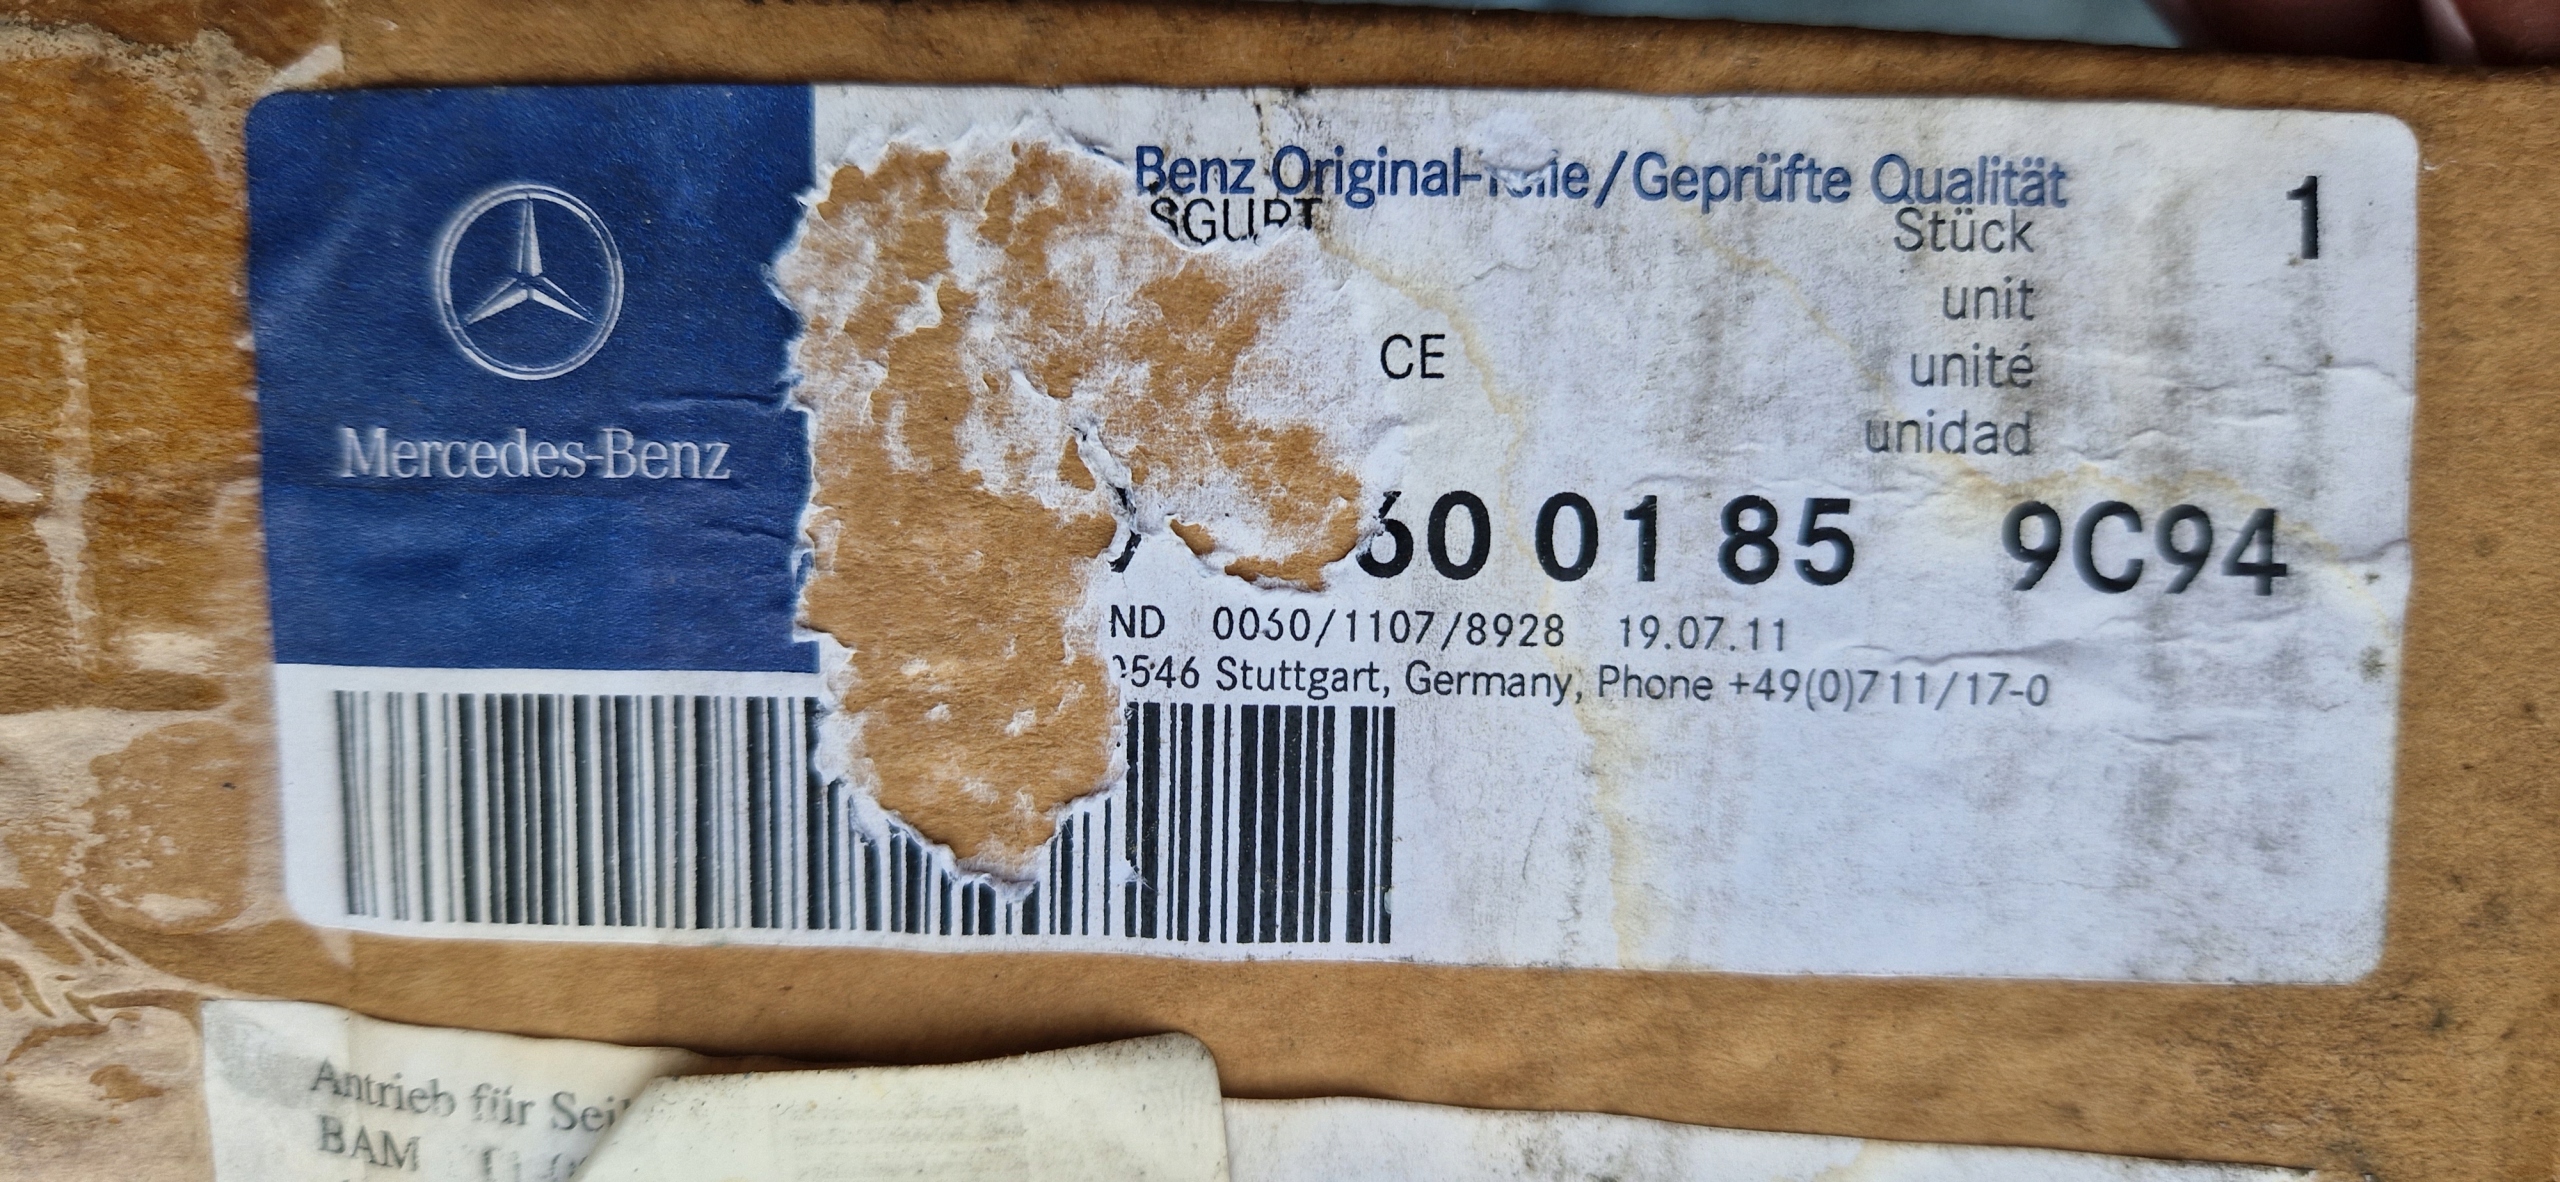 Mercedes-Benz
Benz Original-Teile/Geprüfte Qualität
Stück 1
unit
CE
unité
unidad
60 01 85 9C94
ND 0060/1107/8928 19.07.11
546 Stuttgart, Germany, Phone +49(0)711/17-0
Antrieb für
BAM